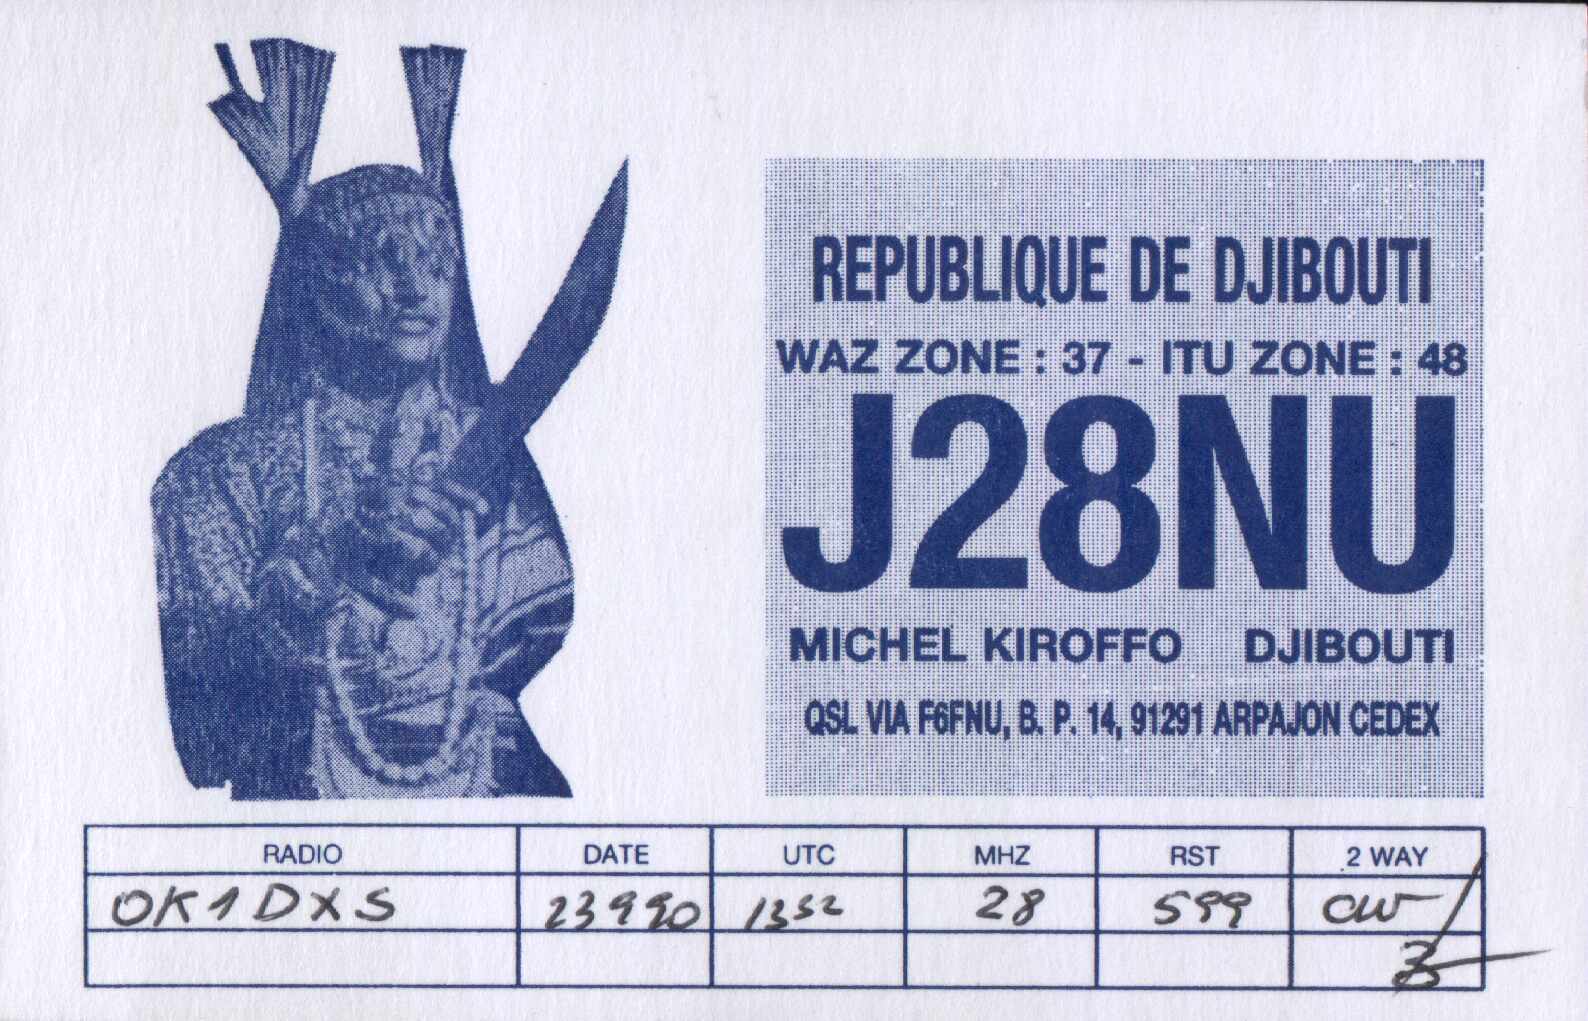 REPUBLIQUE DE DJIBOUTI
WAZ ZONE : 37 - ITU ZONE : 48
J28NU
MICHEL KIROFFO DJIBOUTI
QSL VIA F6FNU, B. P. 14, 91291 ARPAJON CEDEX
RADIO DATE UTC MHZ RST 2 WAY
OK1DXS 23990 1352 28 599 CW